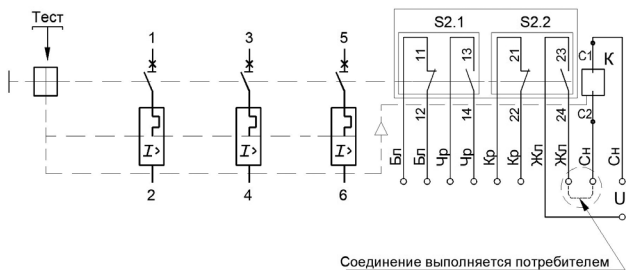 Тест
1
3
5
S2.1
S2.2
11
13
21
23
C1
К
I>
I>
I>
12
14
22
24
C2
Бл
Бл
Чр
Чр
Кр
Кр
Жл
Жл
Сн
Сн
2
4
6
U
Соединение выполняется потребителем